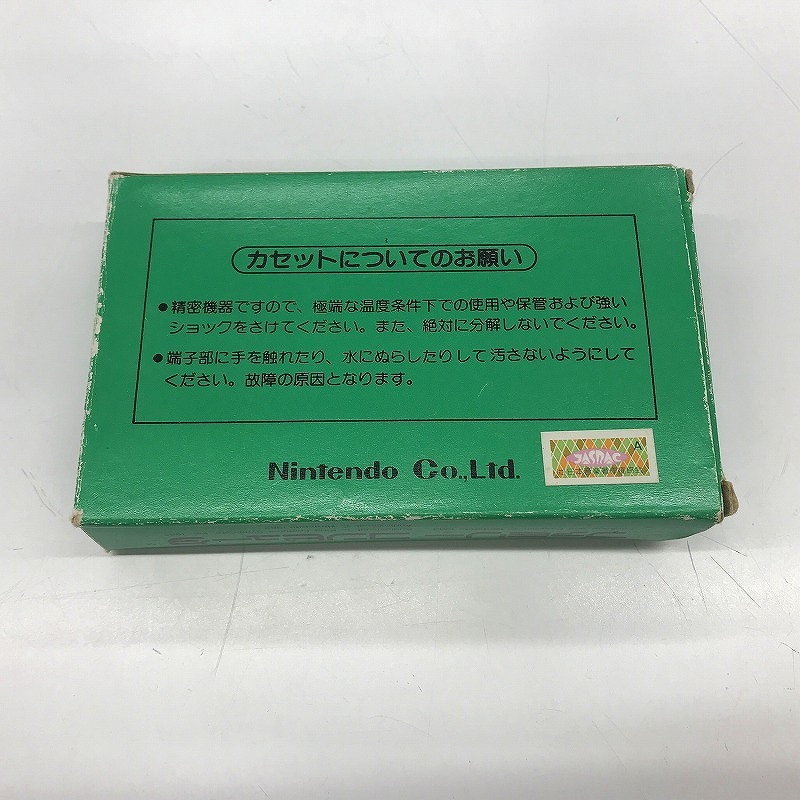 カセットについてのお願い
●精密機器ですので、極端な温度条件下での使用や保管および強い
ショックをさけてください。また、絶対に分解しないでください。
●端子部に手を触れたり、水にぬらしたりして汚さないようにして
ください。故障の原因となります。
Nintendo Co.,Ltd.
A
JASRAC